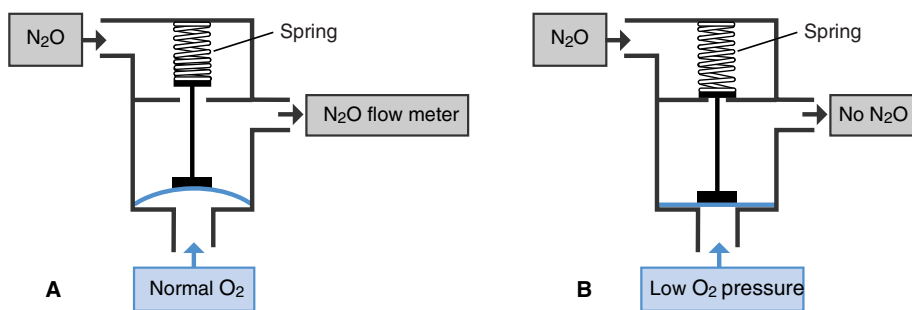 N₂O
Spring
N₂O flow meter
A
Normal O₂
N₂O
Spring
No N₂O
B
Low O₂ pressure